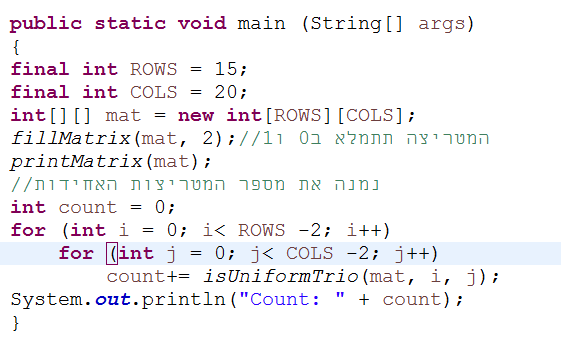 public static void main (String[] args)
{
final int ROWS = 15;
final int COLS = 20;
int[][] mat = new int[ROWS][COLS];
fillMatrix(mat, 2);//המטריצה תתמלא ב0 ו1
printMatrix(mat);
//נמנה את מספר המטריצות האחידות
int count = 0;
for (int i = 0; i< ROWS -2; i++)
for (int j = 0; j< COLS -2; j++)
count+= isUniformTrio(mat, i, j);
System.out.println("Count: " + count);
}